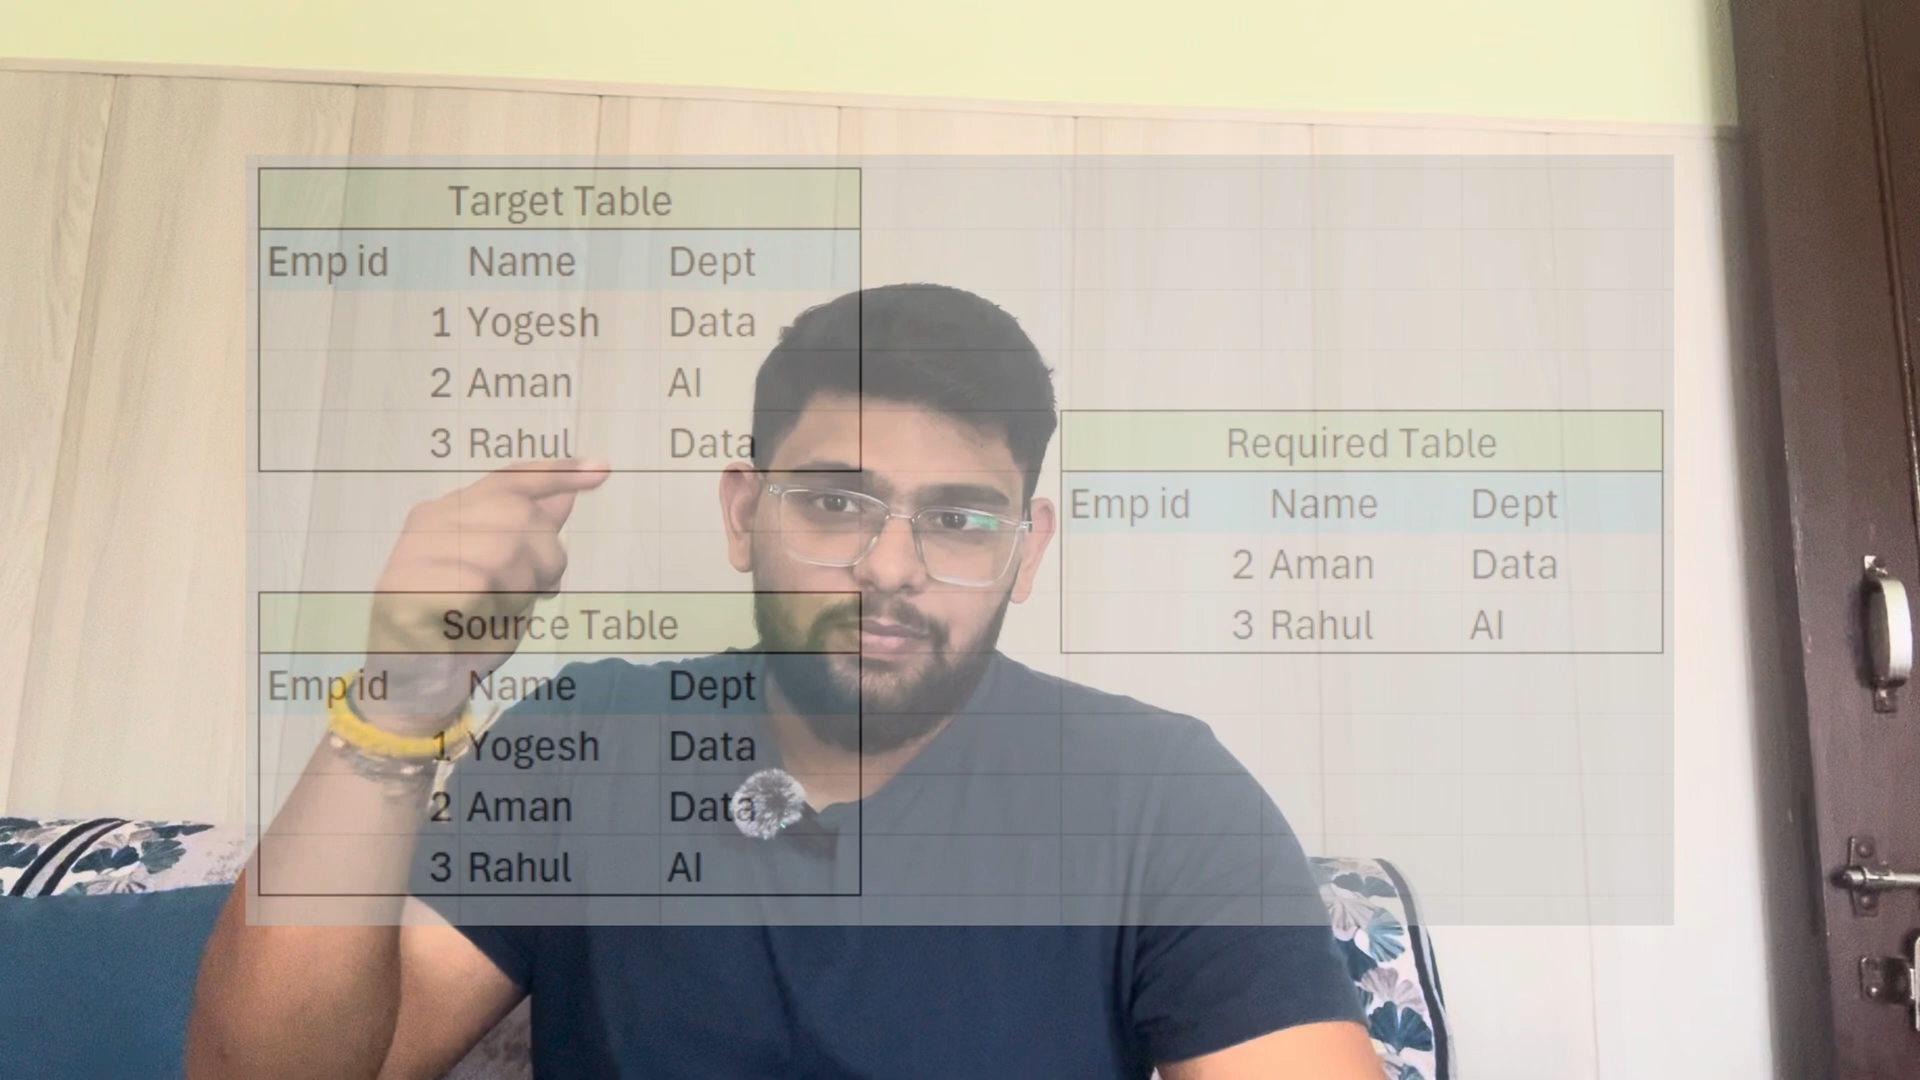 Target Table
Emp id Name Dept
1 Yogesh Data
2 Aman AI
3 Rahul Data
Source Table
Emp id Name Dept
1 Yogesh Data
2 Aman Data
3 Rahul AI
Required Table
Emp id Name Dept
2 Aman Data
3 Rahul AI